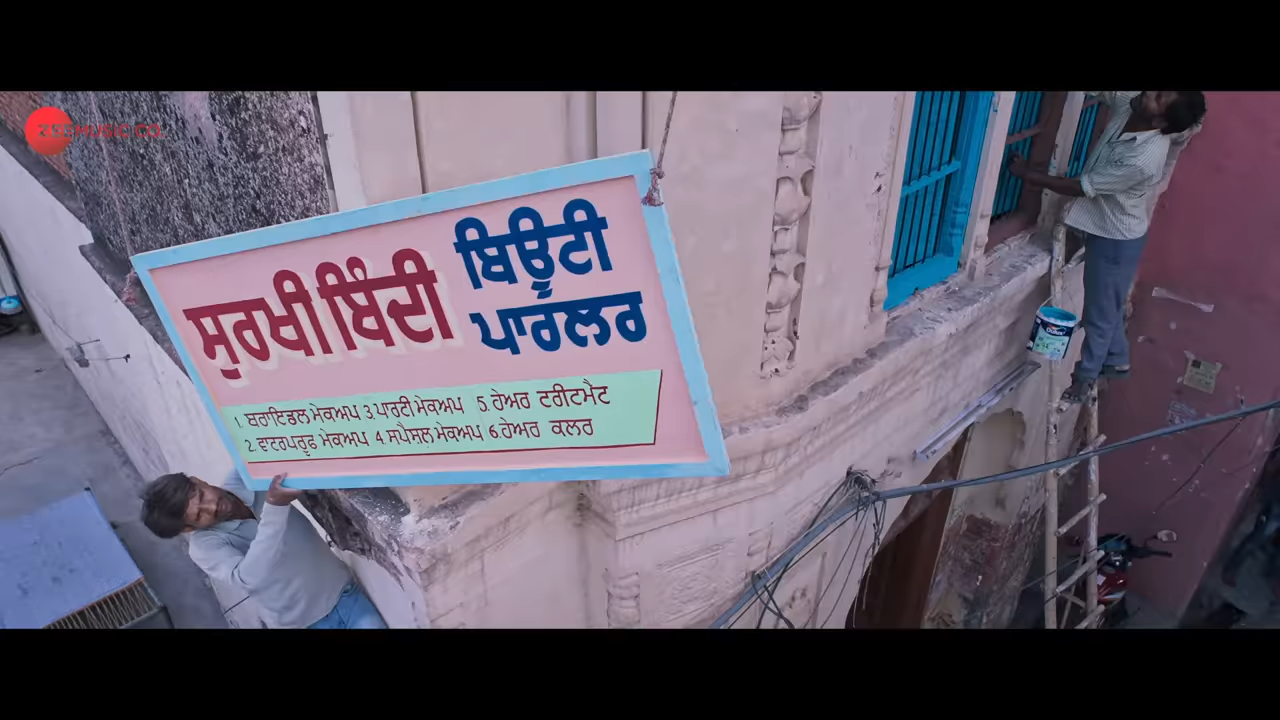 ZEE MUSIC CO.
ਸੁਰਖੀ ਬਿੰਦੀ
ਬਿਊਟੀ
ਪਾਰਲਰ
1. ਬਰਾਇਡਲ ਮੇਕਅਪ 3 ਪਾਰਟੀ ਮੇਕਅਪ 5. ਹੇਅਰ ਟਰੀਟਮੈਂਟ
2. ਵਾਟਰਪਰੂਫ ਮੇਕਅਪ 4. ਸਪੈਸ਼ਲ ਮੇਕਅਪ 6. ਹੇਅਰ ਕਲਰ
Dulux